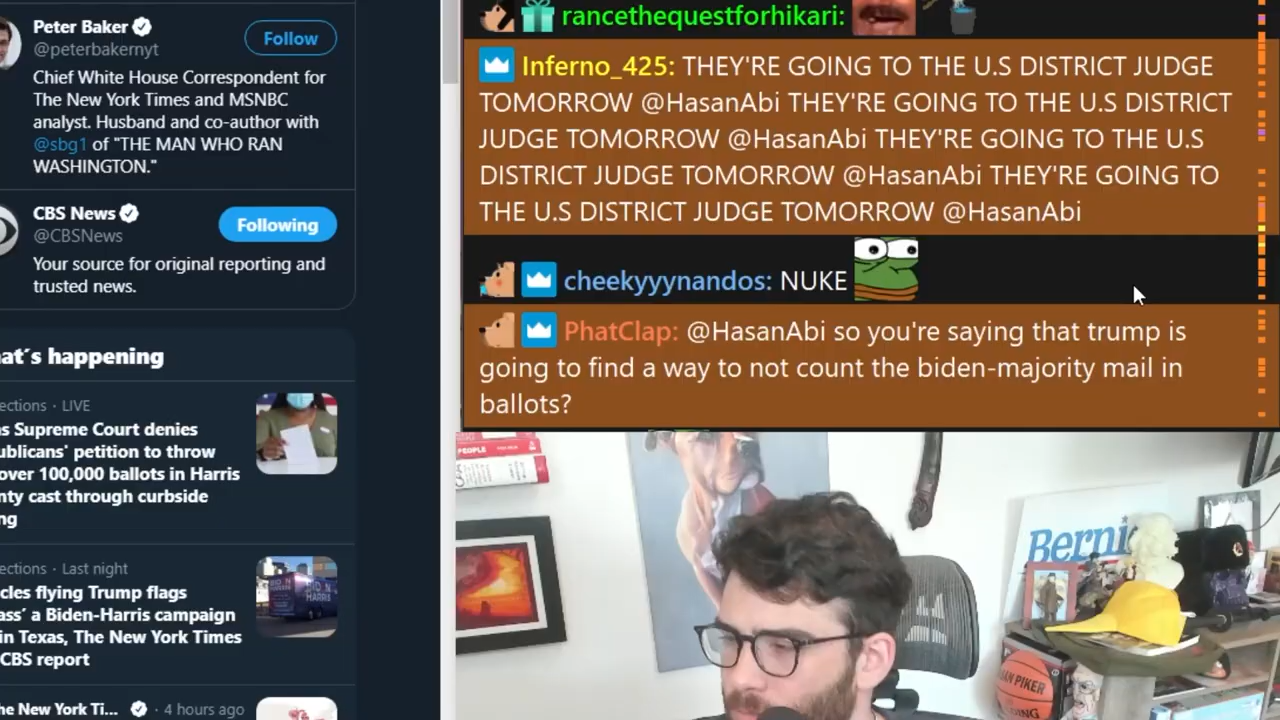 Peter Baker
@peterbakernyt
Follow
Chief White House Correspondent for
The New York Times and MSNBC
analyst. Husband and co-author with
@sbg1 of "THE MAN WHO RAN
WASHINGTON."
CBS News
@CBSNews
Following
Your source for original reporting and
trusted news.
at's happening
ections · LIVE
as Supreme Court denies
ublicans' petition to throw
over 100,000 ballots in Harris
nty cast through curbside
ng
ections · Last night
icles flying Trump flags
ass' a Biden-Harris campaign
in Texas, The New York Times
CBS report
he New York Ti... · 4 hours ago
rancethequestforhikari:
Inferno_425: THEY'RE GOING TO THE U.S DISTRICT JUDGE
TOMORROW @HasanAbi THEY'RE GOING TO THE U.S DISTRICT
JUDGE TOMORROW @HasanAbi THEY'RE GOING TO THE U.S
DISTRICT JUDGE TOMORROW @HasanAbi THEY'RE GOING TO
THE U.S DISTRICT JUDGE TOMORROW @HasanAbi
cheekyyynandos: NUKE
PhatClap: @HasanAbi so you're saying that trump is
going to find a way to not count the biden-majority mail in
ballots?
PEOPLE
Berni
AN PIKER